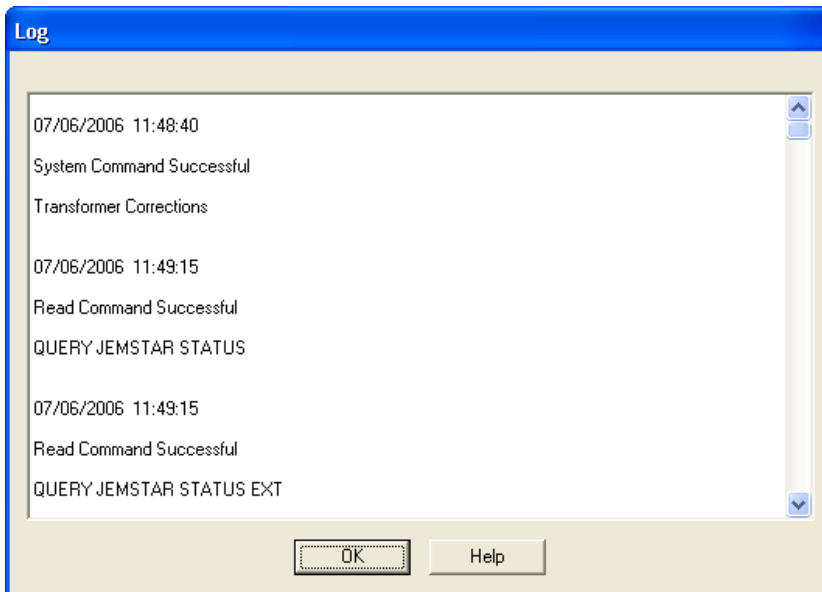 Log
07/06/2006 11:48:40
System Command Successful
Transformer Corrections
07/06/2006 11:49:15
Read Command Successful
QUERY JEMSTAR STATUS
07/06/2006 11:49:15
Read Command Successful
QUERY JEMSTAR STATUS EXT
OK Help